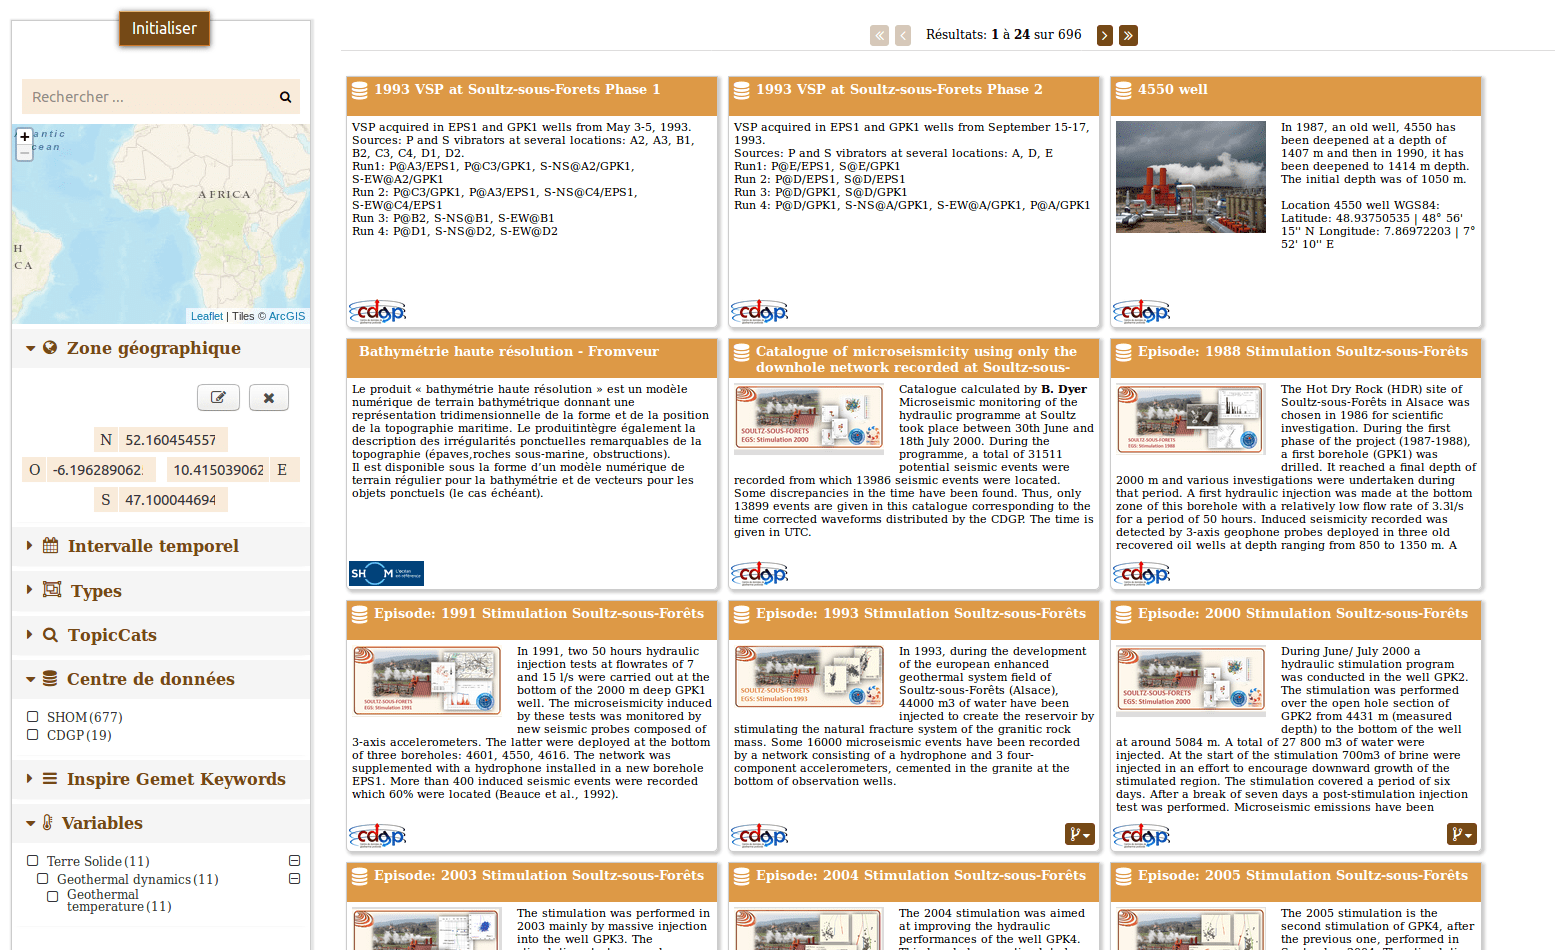 Initialiser
Rechercher ...
+
−
antic
cean
AFRICA
H
CA
Leaflet | Tiles © ArcGIS
Zone géographique
N 52.160454557
O -6.196289062 10.415039062 E
S 47.100044694
Intervalle temporel
Types
TopicCats
Centre de données
SHOM (677)
CDGP (19)
Inspire Gemet Keywords
Variables
Terre Solide (11)
Geothermal dynamics (11)
Geothermal
temperature (11)
Résultats: 1 à 24 sur 696
1993 VSP at Soultz-sous-Forets Phase 1
VSP acquired in EPS1 and GPK1 wells from May 3-5, 1993.
Sources: P and S vibrators at several locations: A2, A3, B1,
B2, C3, C4, D1, D2.
Run1: P@A3/EPS1, P@C3/GPK1, S-NS@A2/GPK1,
S-EW@A2/GPK1
Run 2: P@C3/GPK1, P@A3/EPS1, S-NS@C4/EPS1,
S-EW@C4/EPS1
Run 3: P@B2, S-NS@B1, S-EW@B1
Run 4: P@D1, S-NS@D2, S-EW@D2
cdgp
1993 VSP at Soultz-sous-Forets Phase 2
VSP acquired in EPS1 and GPK1 wells from September 15-17,
1993.
Sources: P and S vibrators at several locations: A, D, E
Run1: P@E/EPS1, S@E/GPK1
Run 2: P@D/EPS1, S@D/EPS1
Run 3: P@D/GPK1, S@D/GPK1
Run 4: P@D/GPK1, S-NS@A/GPK1, S-EW@A/GPK1, P@A/GPK1
cdgp
4550 well
In 1987, an old well, 4550 has
been deepened at a depth of
1407 m and then in 1990, it has
been deepened to 1414 m depth.
The initial depth was of 1050 m.
Location 4550 well WGS84:
Latitude: 48.93750535 | 48° 56'
15'' N Longitude: 7.86972203 | 7°
52' 10'' E
cdgp
Bathymétrie haute résolution - Fromveur
Le produit « bathymétrie haute résolution » est un modèle
numérique de terrain bathymétrique donnant une
représentation tridimensionnelle de la forme et de la position
de la topographie maritime. Le produitintègre également la
description des irrégularités ponctuelles remarquables de la
topographie (épaves,roches sous-marine, obstructions).
Il est disponible sous la forme d'un modèle numérique de
terrain régulier pour la bathymétrie et de vecteurs pour les
objets ponctuels (le cas échéant).
SHOM L'océan en référence
Catalogue of microseismicity using only the
downhole network recorded at Soultz-sous-
SOULTZ-SOUS-FORETS
EGS: Stimulation 2000
Catalogue calculated by B. Dyer
Microseismic monitoring of the
hydraulic programme at Soultz
took place between 30th June and
18th July 2000. During the
programme, a total of 31511
potential seismic events were
recorded from which 13986 seismic events were located.
Some discrepancies in the time have been found. Thus, only
13899 events are given in this catalogue corresponding to the
time corrected waveforms distributed by the CDGP. The time is
given in UTC.
cdgp
Episode: 1988 Stimulation Soultz-sous-Forêts
SOULTZ-SOUS-FORETS
EGS: Stimulation 1988
The Hot Dry Rock (HDR) site of
Soultz-sous-Forêts in Alsace was
chosen in 1986 for scientific
investigation. During the first
phase of the project (1987-1988),
a first borehole (GPK1) was
drilled. It reached a final depth of
2000 m and various investigations were undertaken during
that period. A first hydraulic injection was made at the bottom
zone of this borehole with a relatively low flow rate of 3.3l/s
for a period of 50 hours. Induced seismicity recorded was
detected by 3-axis geophone probes deployed in three old
recovered oil wells at depth ranging from 850 to 1350 m. A
cdgp
Episode: 1991 Stimulation Soultz-sous-Forêts
SOULTZ-SOUS-FORETS
EGS: Stimulation 1991
In 1991, two 50 hours hydraulic
injection tests at flowrates of 7
and 15 l/s were carried out at the
bottom of the 2000 m deep GPK1
well. The microseismicity induced
by these tests was monitored by
new seismic probes composed of
3-axis accelerometers. The latter were deployed at the bottom
of three boreholes: 4601, 4550, 4616. The network was
supplemented with a hydrophone installed in a new borehole
EPS1. More than 400 induced seismic events were recorded
which 60% were located (Beauce et al., 1992).
cdgp
Episode: 1993 Stimulation Soultz-sous-Forêts
SOULTZ-SOUS-FORETS
EGS: Stimulation 1991
In 1993, during the development
of the european enhanced
geothermal system field of
Soultz-sous-Forêts (Alsace),
44000 m3 of water have been
injected to create the reservoir by
stimulating the natural fracture system of the granitic rock
mass. Some 16000 microseismic events have been recorded
by a network consisting of a hydrophone and 3 four-
component accelerometers, cemented in the granite at the
bottom of observation wells.
cdgp
Episode: 2000 Stimulation Soultz-sous-Forêts
SOULTZ-SOUS-FORETS
EGS: Stimulation 2000
During June/ July 2000 a
hydraulic stimulation program
was conducted in the well GPK2.
The stimulation was performed
over the open hole section of
GPK2 from 4431 m (measured
depth) to the bottom of the well
at around 5084 m. A total of 27 800 m3 of water were
injected. At the start of the stimulation 700m3 of brine were
injected in an effort to encourage downward growth of the
stimulated region. The stimulation covered a period of six
days. After a break of seven days a post-stimulation injection
test was performed. Microseismic emissions have been
cdgp
Episode: 2003 Stimulation Soultz-sous-Forêts
The stimulation was performed in
2003 mainly by massive injection
into the well GPK3. The
Episode: 2004 Stimulation Soultz-sous-Forêts
The 2004 stimulation was aimed
at improving the hydraulic
performances of the well GPK4.
Episode: 2005 Stimulation Soultz-sous-Forêts
The 2005 stimulation is the
second stimulation of GPK4, after
the previous one, performed in